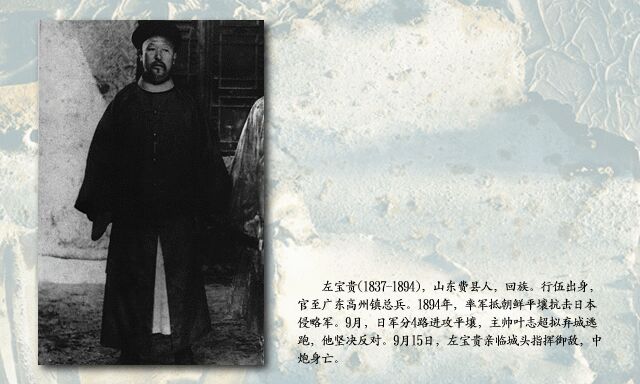 左宝贵(1837-1894)，山东费县人，回族。行伍出身，
官至广东高州镇总兵。1894年，率军抵朝鲜平壤抗击日本
侵略军。9月，日军分4路进攻平壤，主帅叶志超拟弃城逃
跑，他坚决反对。9月15日，左宝贵亲临城头指挥御敌，中
炮身亡。